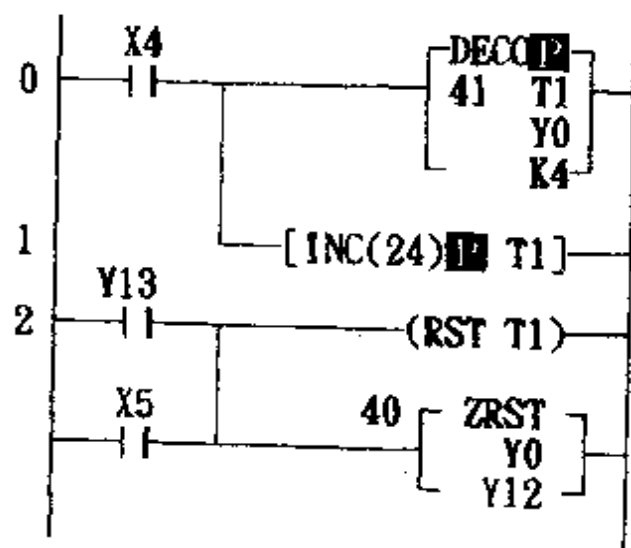 X4
0
DECO P
41 T1
Y0
K4
1
[INC(24) P T1]
Y13
2
(RST T1)
X5
40 ZRST
Y0
Y12